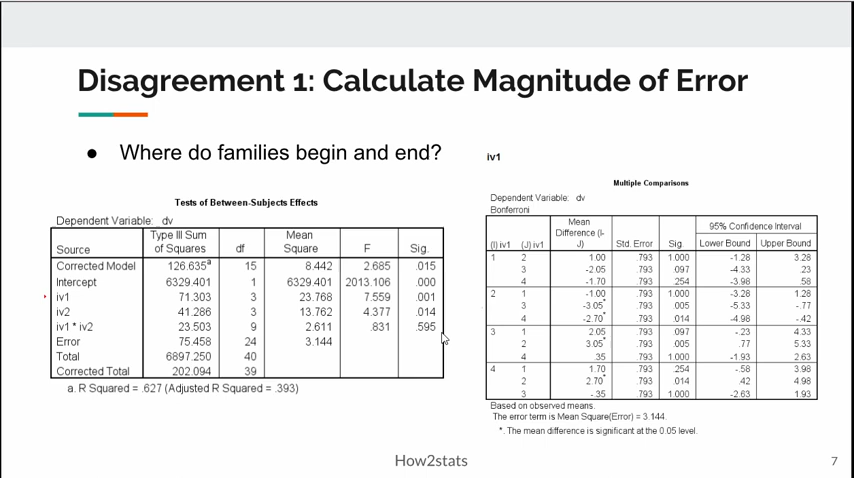 Disagreement 1: Calculate Magnitude of Error
● Where do families begin and end?
Tests of Between-Subjects Effects
Dependent Variable: dv
Source Type III Sum of Squares df Mean Square F Sig.
Corrected Model 126.635a 15 8.442 2.685 .015
Intercept 6329.401 1 6329.401 2013.106 .000
iv1 71.303 3 23.768 7.559 .001
iv2 41.286 3 13.762 4.377 .014
iv1 * iv2 23.503 9 2.611 .831 .595
Error 75.458 24 3.144
Total 6897.250 40
Corrected Total 202.094 39
a. R Squared = .627 (Adjusted R Squared = .393)
iv1
Multiple Comparisons
Dependent Variable: dv
Bonferroni
(I) iv1 (J) iv1 Mean Difference (I-J) Std. Error Sig. 95% Confidence Interval
Lower Bound Upper Bound
1 2 1.00 .793 1.000 -1.28 3.28
3 -2.05 .793 .097 -4.33 .23
4 -1.70 .793 .254 -3.98 .58
2 1 -1.00 .793 1.000 -3.28 1.28
3 -3.05* .793 .005 -5.33 -.77
4 -2.70* .793 .014 -4.98 -.42
3 1 2.05 .793 .097 -.23 4.33
2 3.05* .793 .005 .77 5.33
4 .35 .793 1.000 -1.93 2.63
4 1 1.70 .793 .254 -.58 3.98
2 2.70* .793 .014 .42 4.98
3 -.35 .793 1.000 -2.63 1.93
Based on observed means.
The error term is Mean Square(Error) = 3.144.
*. The mean difference is significant at the 0.05 level.
How2stats
7